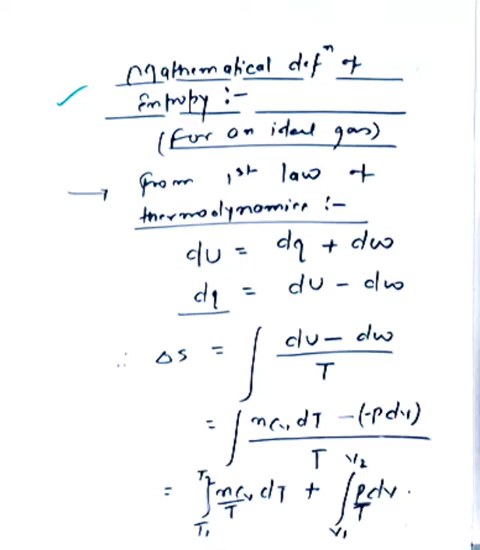 Mathematical defⁿ of
Entropy :-
(For an ideal gas)
→ from 1st law of
thermodynamics :-
dU = dq + dw
dq = dU - dw
∴ ΔS = ∫ (dU - dw) / T
= ∫ (nCv dT - (-pdv)) / T
= ∫_{T1}^{T2} (nCv / T) dT + ∫_{V1}^{V2} (P / T) dv.